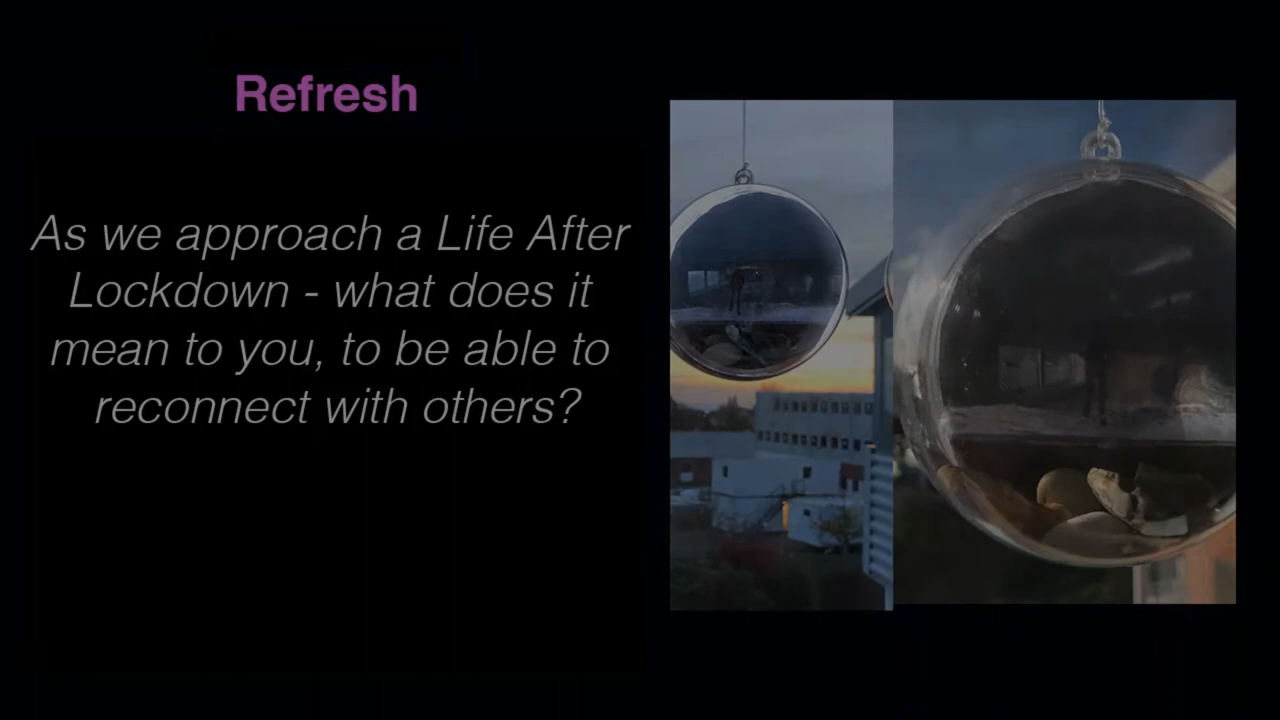 Refresh
As we approach a Life After
Lockdown - what does it
mean to you, to be able to
reconnect with others?